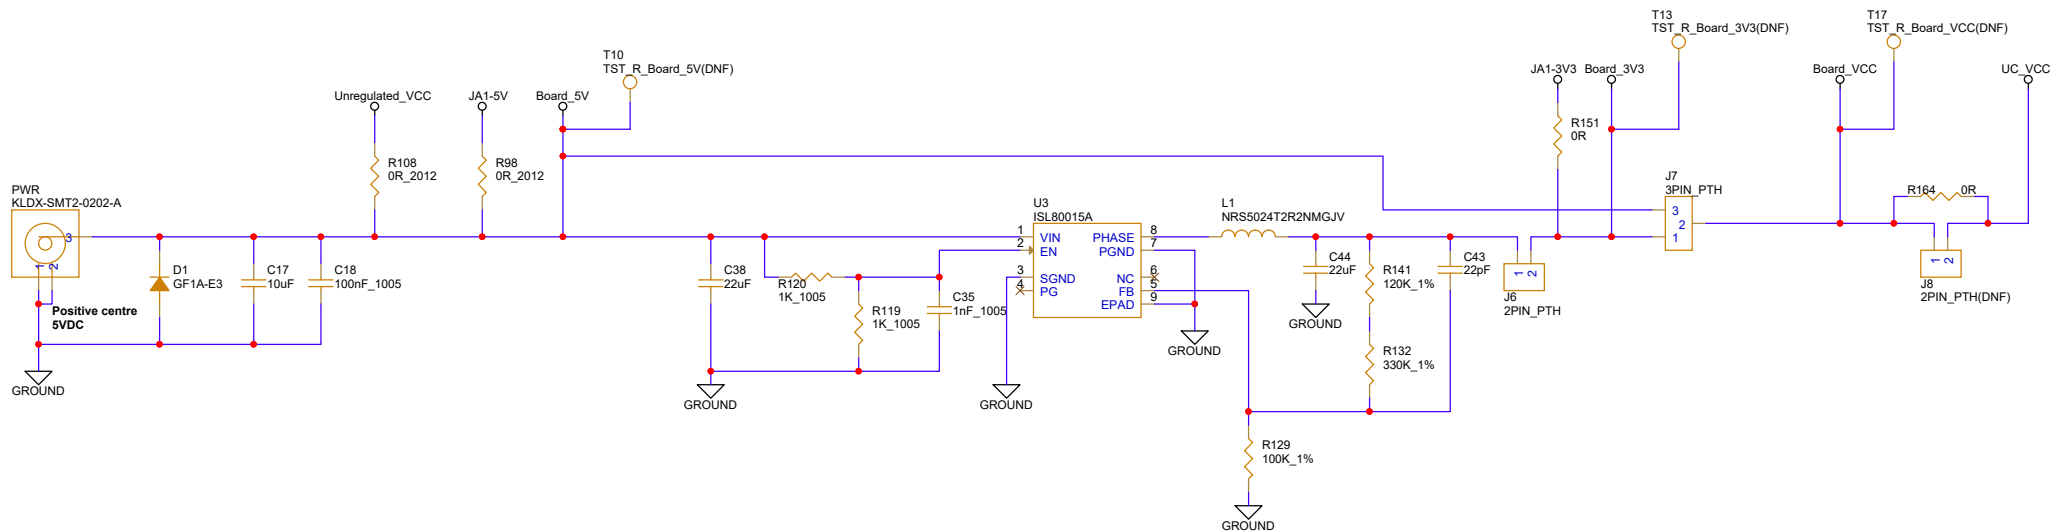 T13
TST_R_Board_3V3(DNF)
T17
TST_R_Board_VCC(DNF)
T10
TST_R_Board_5V(DNF)
JA1-3V3
Board_3V3
Board_VCC
UC_VCC
Unregulated_VCC
JA1-5V
Board_5V
R151
0R
R108
0R_2012
R98
0R_2012
PWR
KLDX-SMT2-0202-A
3
1
2
J7
3PIN_PTH
3
2
1
R164
0R
U3
ISL80015A
1
2
3
4
VIN
EN
SGND
PG
PHASE
PGND
NC
FB
EPAD
8
7
6
5
9
L1
NRS5024T2R2NMGJV
D1
GF1A-E3
C17
10uF
C18
100nF_1005
C38
22uF
R120
1K_1005
R119
1K_1005
C35
1nF_1005
C44
22uF
R141
120K_1%
C43
22pF
1
2
J6
2PIN_PTH
1
2
J8
2PIN_PTH(DNF)
Positive centre
5VDC
GROUND
GROUND
GROUND
GROUND
GROUND
R132
330K_1%
R129
100K_1%
GROUND